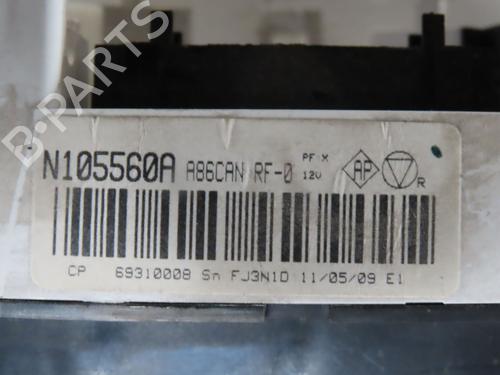 N105560A A86CAN RF-0 PF X
12V
AP
R
CP 69310008 Sn FJ3N1D 11/05/09 E1
B-PARTS